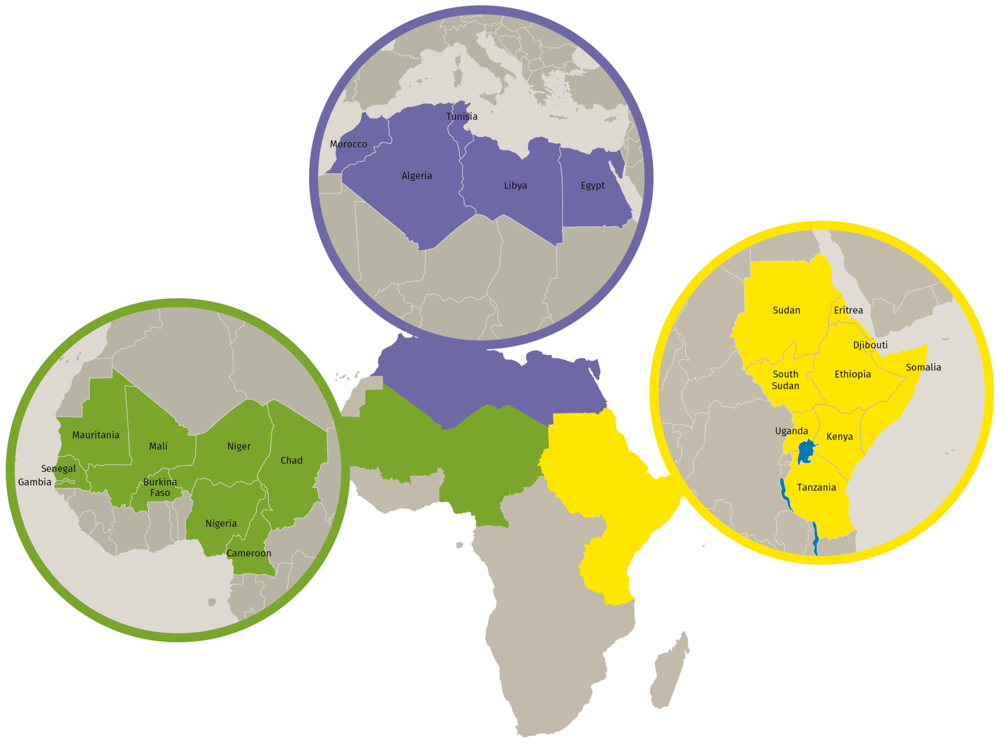 Tunisia
Morocco
Algeria
Libya
Egypt
Sudan
Eritrea
Djibouti
Somalia
South
Sudan
Ethiopia
Uganda
Kenya
Tanzania
Mauritania
Mali
Niger
Chad
Senegal
Gambia
Burkina
Faso
Nigeria
Cameroon